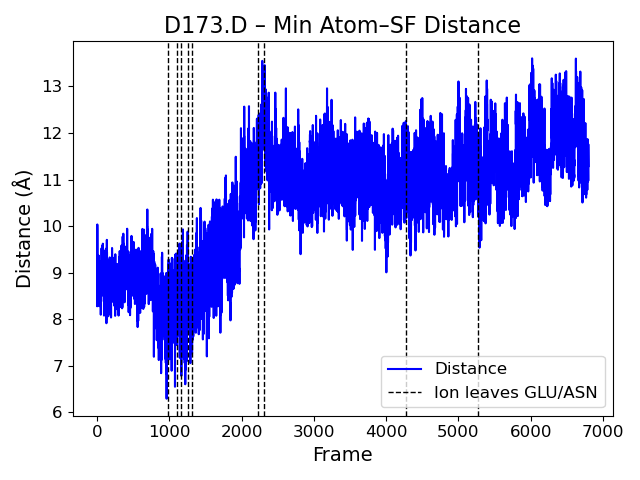 D173.D – Min Atom–SF Distance
Distance (Å)
13
12
11
10
9
8
7
6
Distance
Ion leaves GLU/ASN
0 1000 2000 3000 4000 5000 6000 7000
Frame